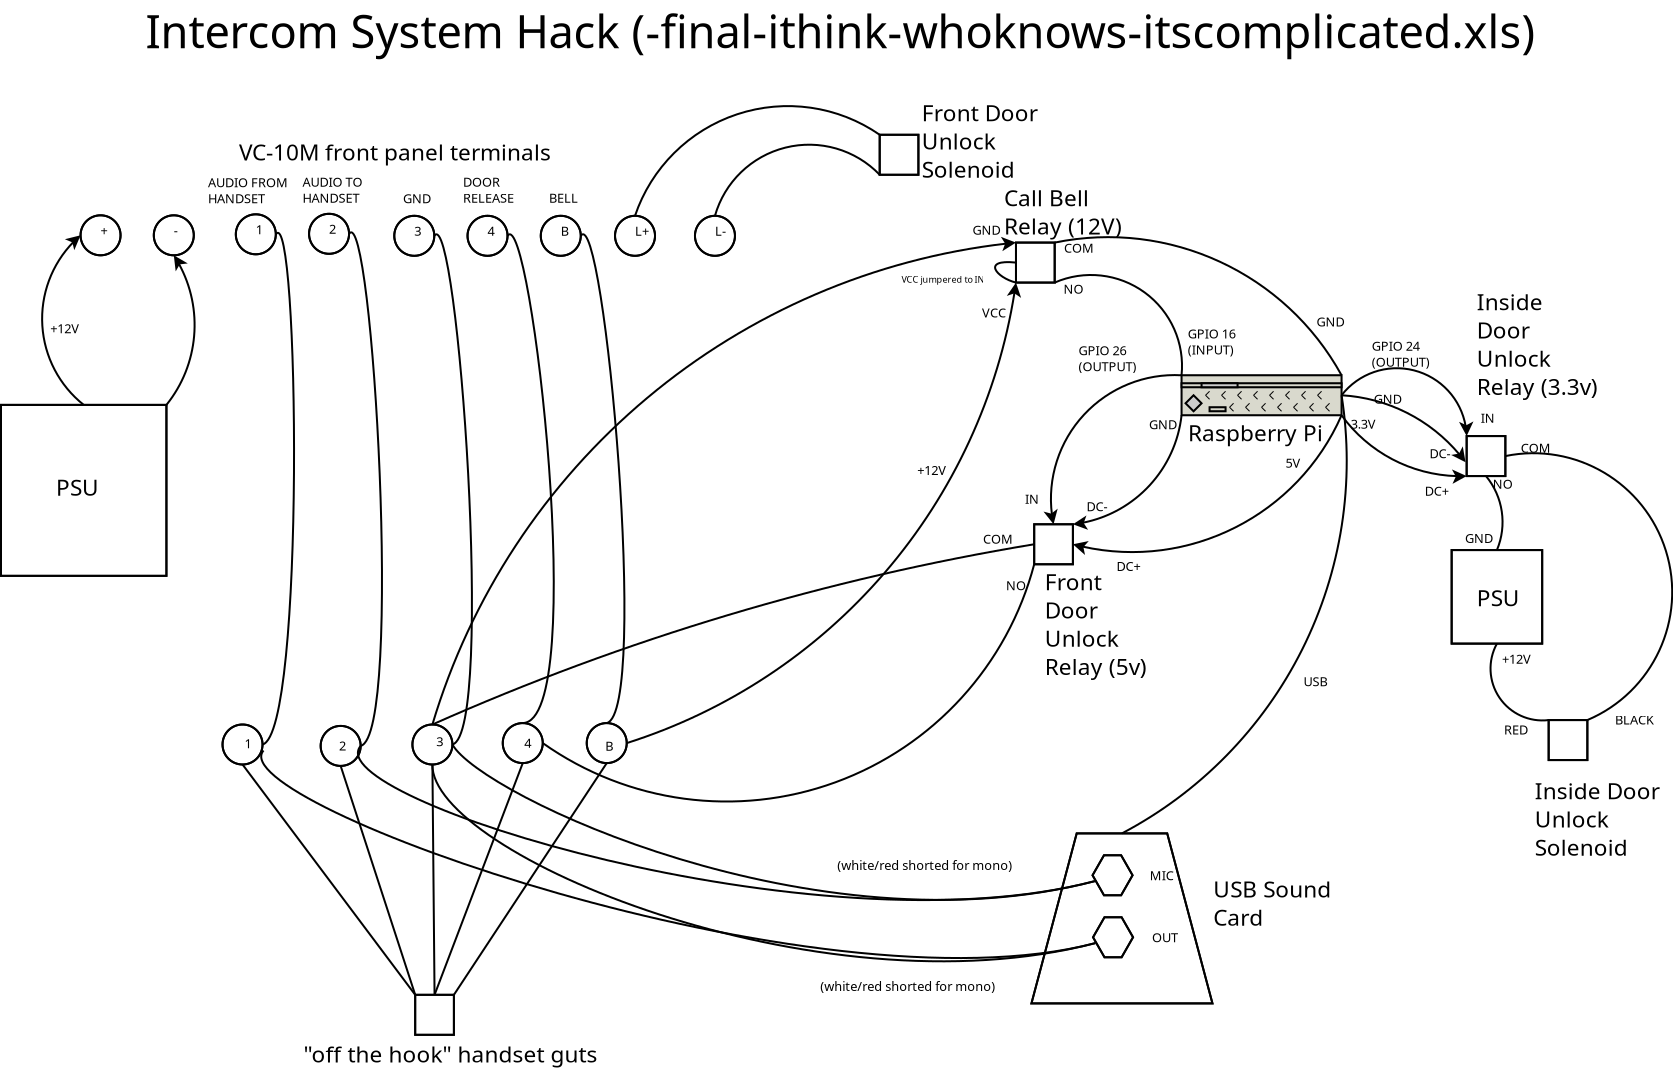 Intercom System Hack (-final-ithink-whoknows-itscomplicated.xls)
Front Door
Unlock
Solenoid
VC-10M front panel terminals
AUDIO FROM
HANDSET
AUDIO TO
HANDSET
GND
DOOR
RELEASE
BELL
+
-
1
2
3
4
B
L+
L-
Call Bell
Relay (12V)
GND
COM
VCC jumpered to IN
NO
VCC
+12V
GND
GPIO 16
(INPUT)
GPIO 26
(OUTPUT)
GPIO 24
(OUTPUT)
Inside
Door
Unlock
Relay (3.3v)
GND
IN
GND
Raspberry Pi
3.3V
COM
DC-
5V
DC+
NO
PSU
+12V
IN
DC-
COM
GND
DC+
NO
Front
Door
Unlock
Relay (5v)
PSU
+12V
USB
RED
BLACK
1
2
3
4
B
Inside Door
Unlock
Solenoid
(white/red shorted for mono)
MIC
USB Sound
Card
OUT
(white/red shorted for mono)
"off the hook" handset guts